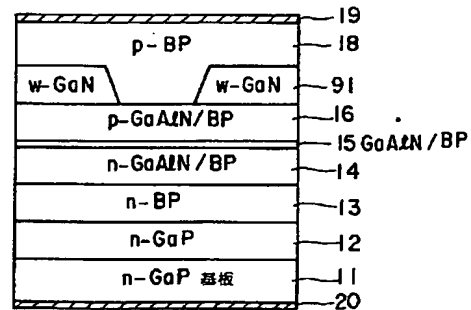 19
p-BP 18
w-GaN w-GaN 91
p-GaAlN/BP 16
15 GaAlN/BP
n-GaAlN/BP 14
n-BP 13
n-GaP 12
n-GaP 基板 11
20